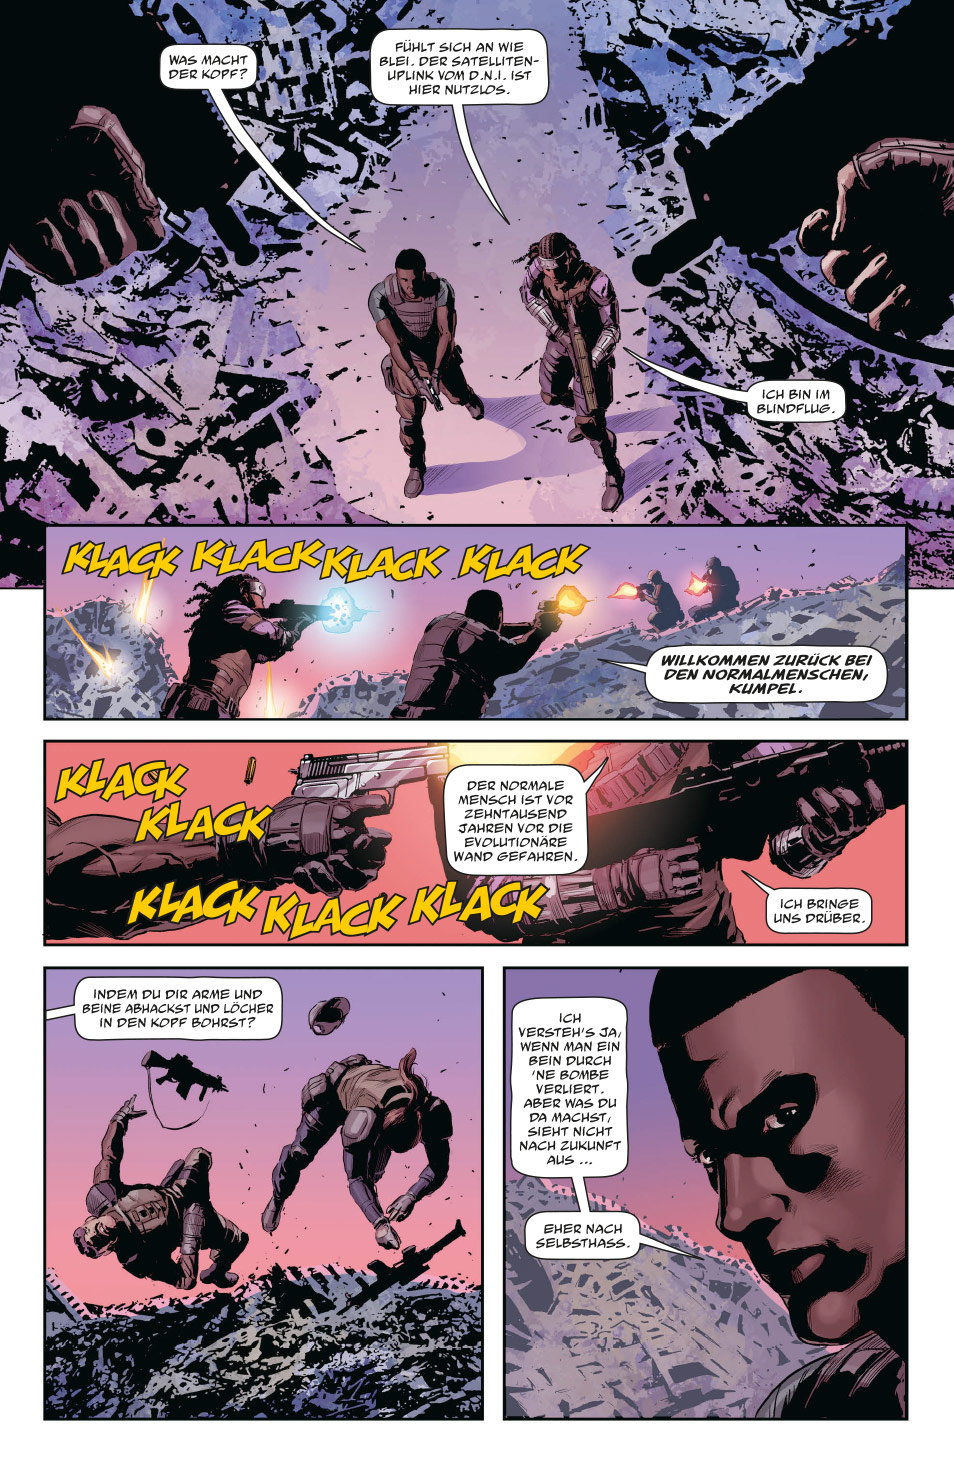 WAS MACHT
DER KOPF?
FÜHLT SICH AN WIE
BLEI. DER SATELLITEN-
UPLINK VOM D.N.I. IST
HIER NUTZLOS.
ICH BIN IM
BLINDFLUG.
KLACK KLACK KLACK KLACK
WILLKOMMEN ZURÜCK BEI
DEN NORMALMENSCHEN,
KUMPEL.
KLACK
KLACK
DER NORMALE
MENSCH IST VOR
ZEHNTAUSEND
JAHREN VOR DIE
EVOLUTIONÄRE
WAND GEFAHREN.
KLACK KLACK KLACK
ICH BRINGE
UNS DRÜBER.
INDEM DU DIR ARME UND
BEINE ABHACKST UND LÖCHER
IN DEN KOPF BOHRST?
ICH
VERSTEH'S JA,
WENN MAN EIN
BEIN DURCH
'NE BOMBE
VERLIERT.
ABER WAS DU
DA MACHST,
SIEHT NICHT
NACH ZUKUNFT
AUS ...
EHER NACH
SELBSTHASS.